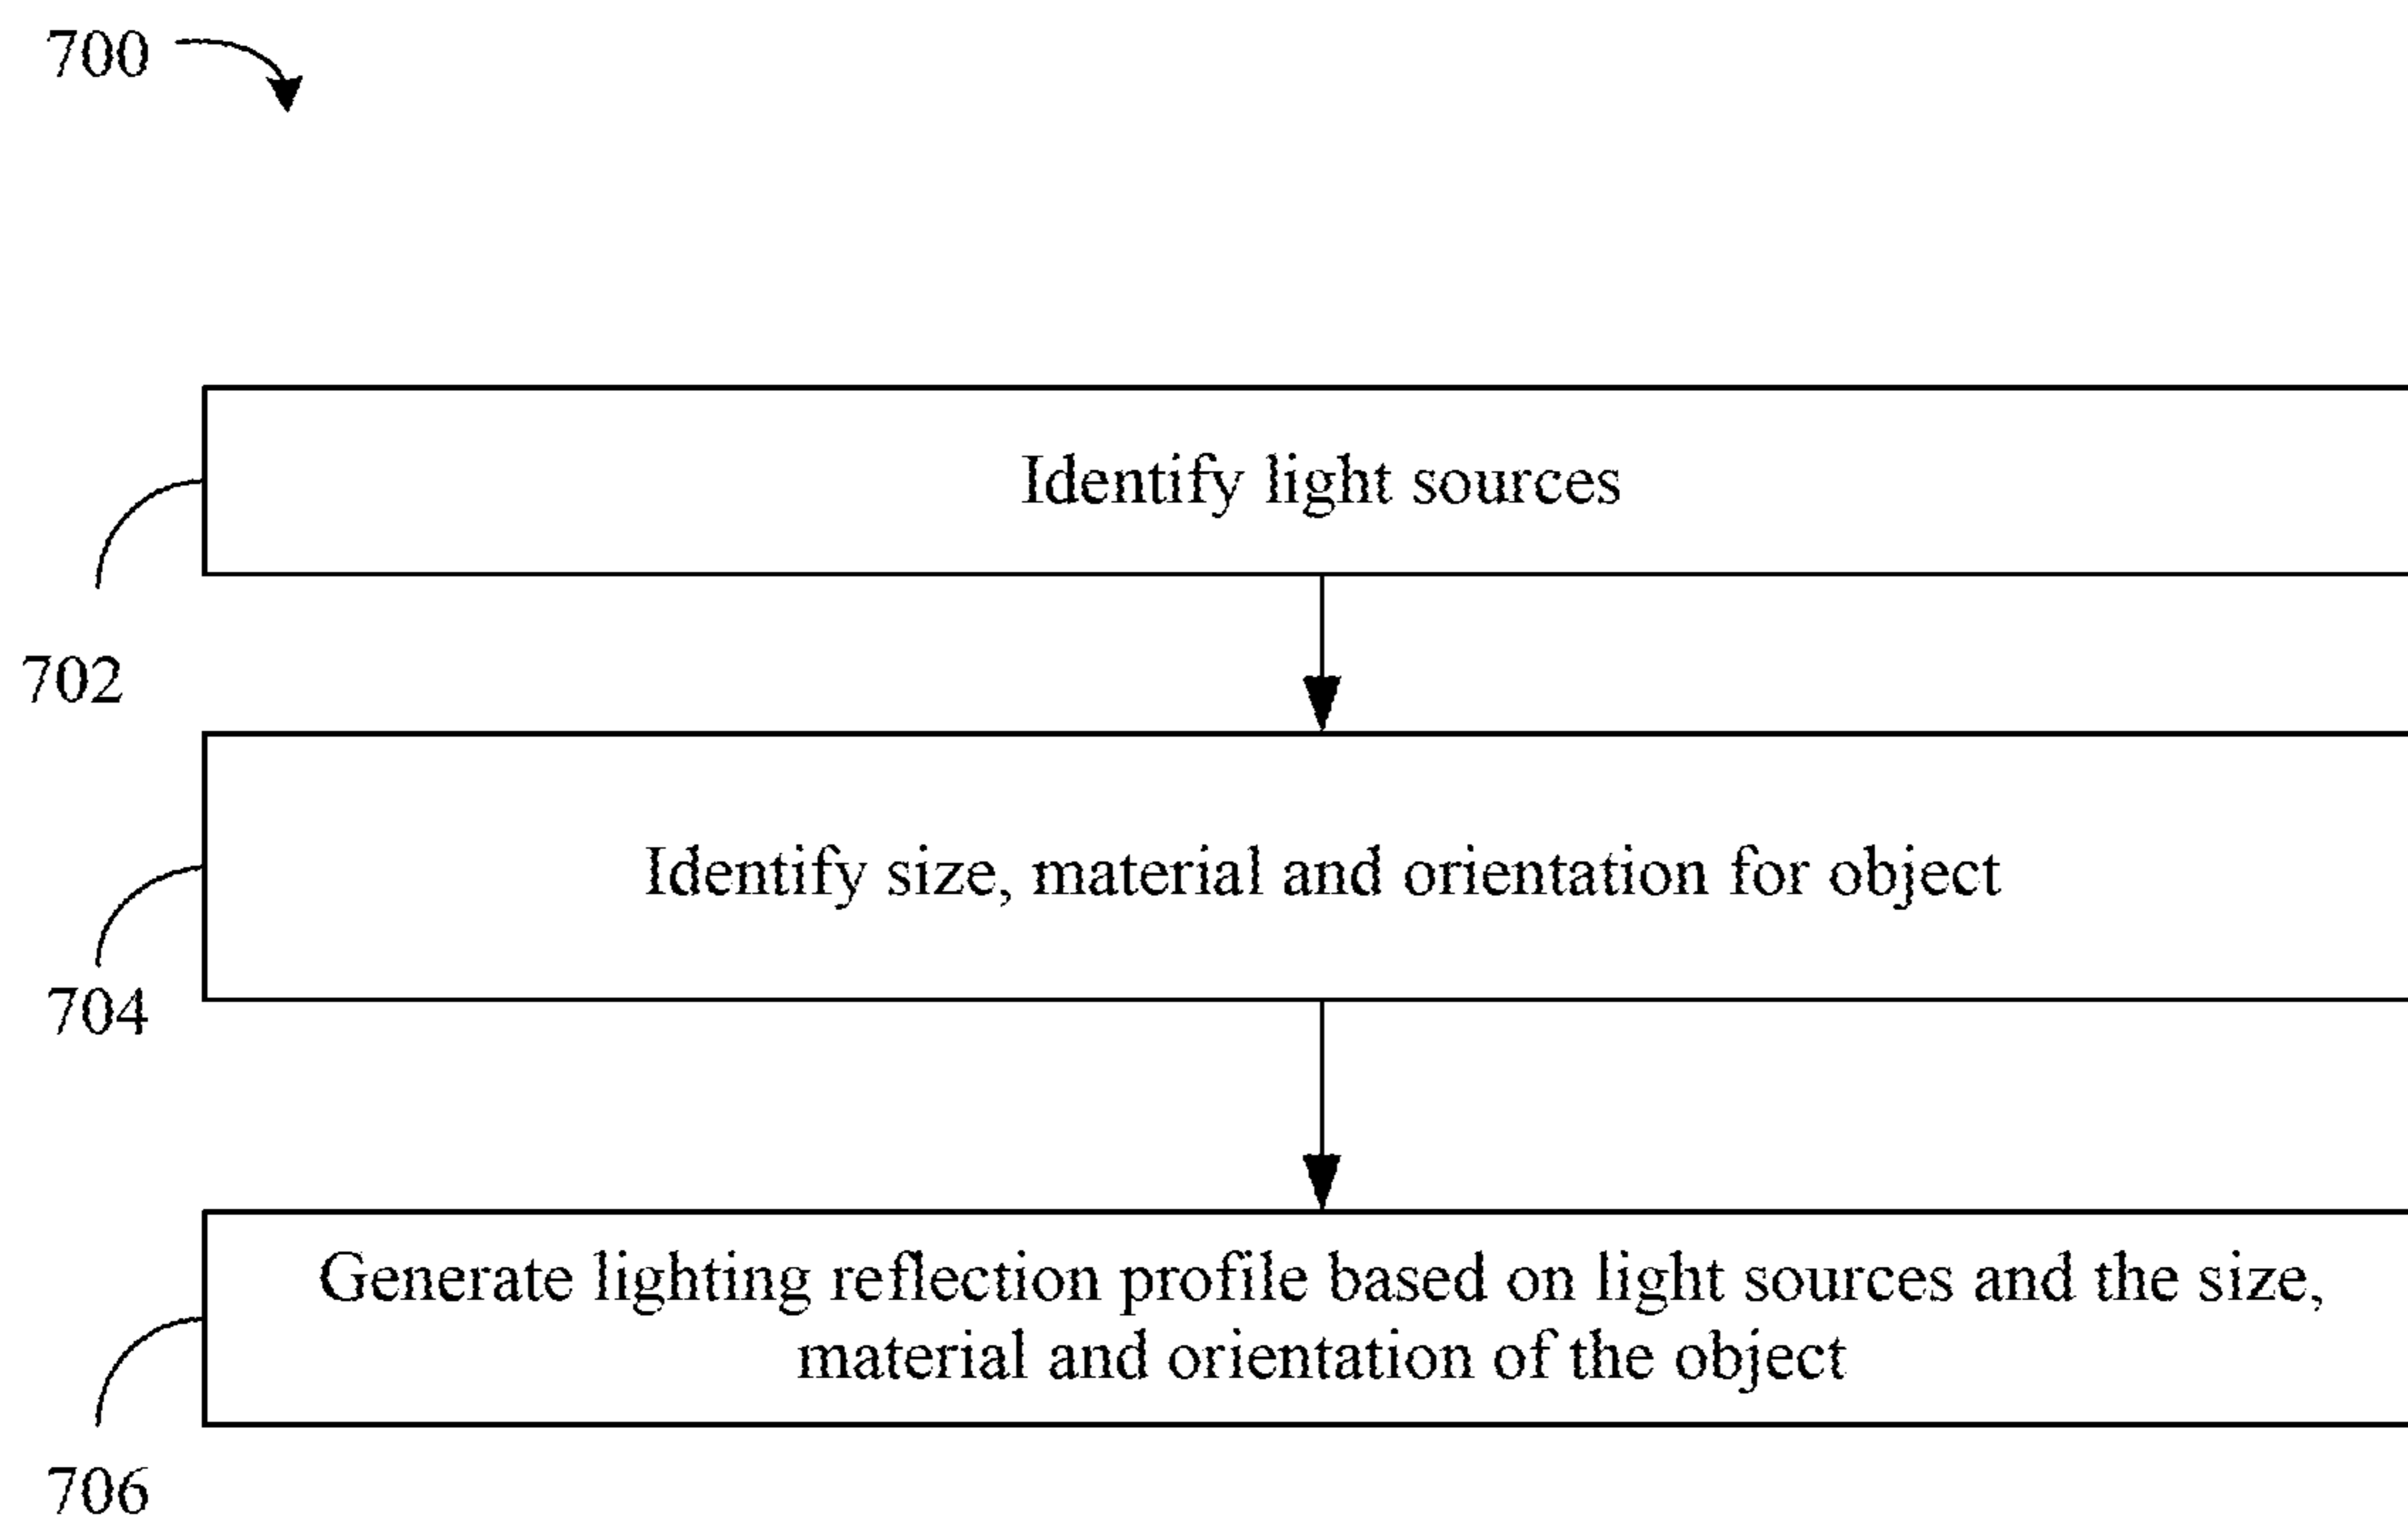 700
Identify light sources
702
Identify size, material and orientation for object
704
Generate lighting reflection profile based on light sources and the size,
material and orientation of the object
706